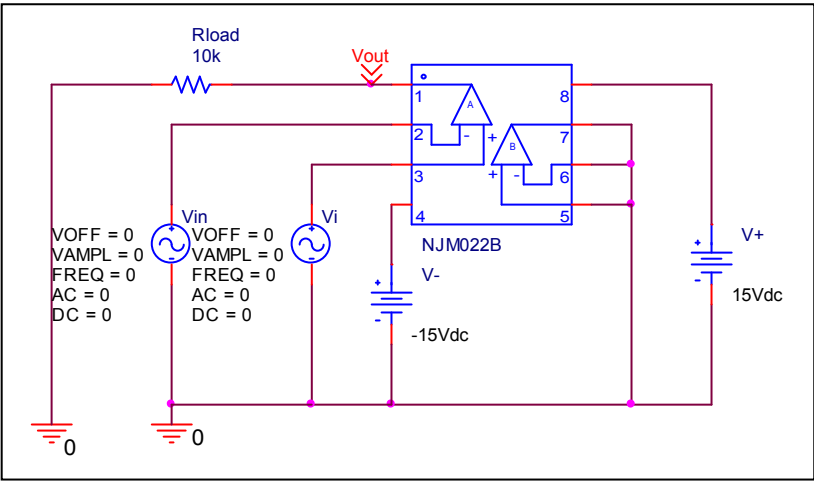 Rload
10k
Vout
1
2
3
4
8
7
6
5
A
B
- +
+ -
NJM022B
Vin
VOFF = 0
VAMPL = 0
FREQ = 0
AC = 0
DC = 0
Vi
VOFF = 0
VAMPL = 0
FREQ = 0
AC = 0
DC = 0
V-
+
-
-15Vdc
V+
+
-
15Vdc
0
0